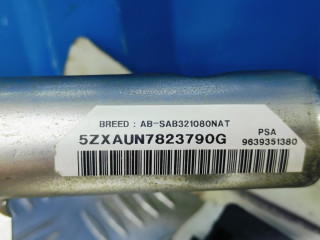 BREED : AB-SAB321080NAT
5ZXAUN7823790G
PSA
9639351380